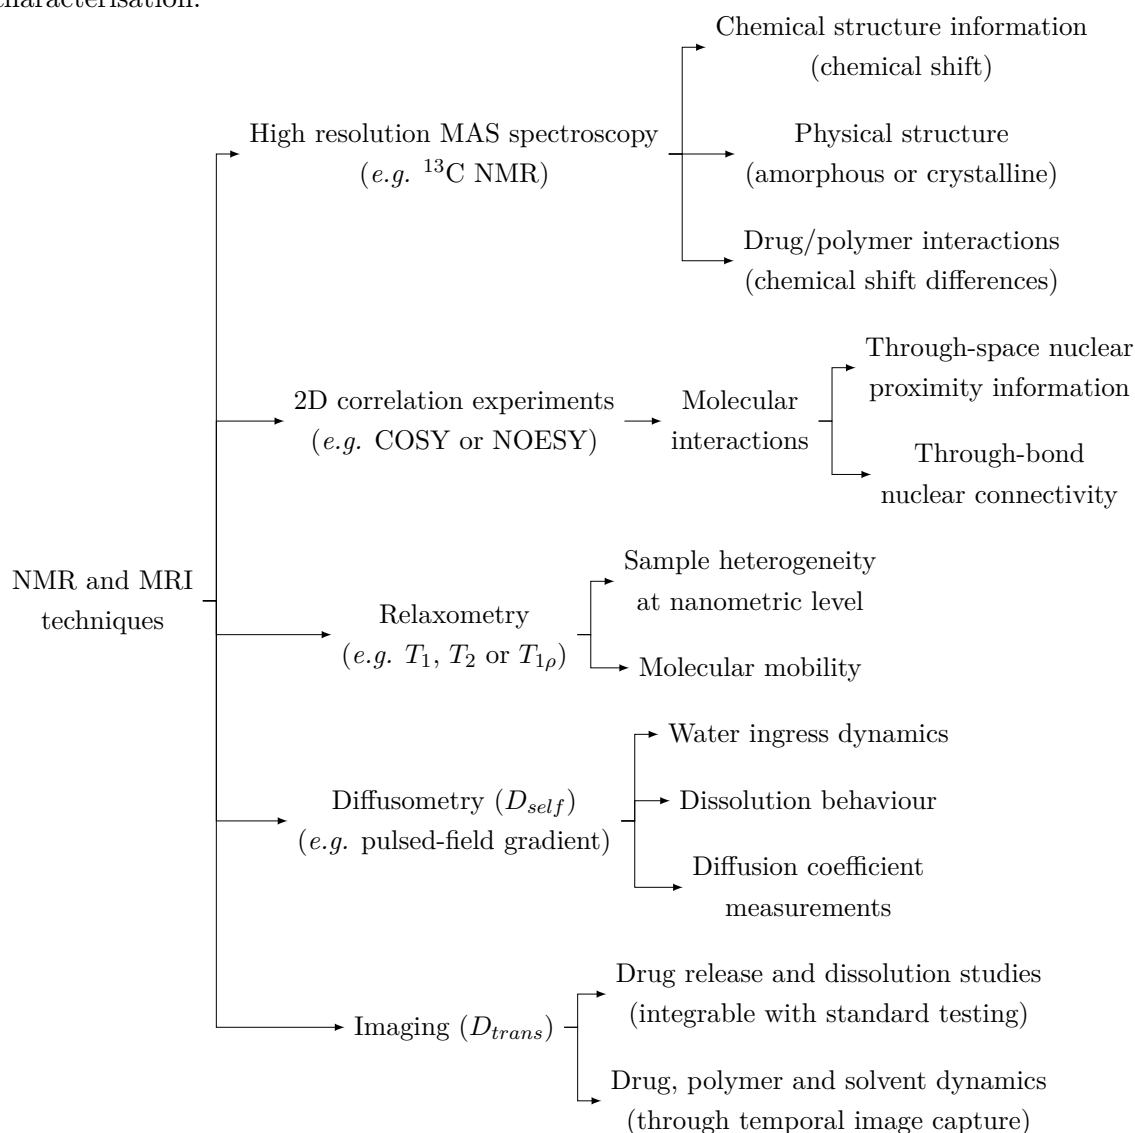 characterisation.
Chemical structure information
(chemical shift)
High resolution MAS spectroscopy
(e.g. ¹³C NMR)
Physical structure
(amorphous or crystalline)
Drug/polymer interactions
(chemical shift differences)
2D correlation experiments
(e.g. COSY or NOESY)
Molecular
interactions
Through-space nuclear
proximity information
Through-bond
nuclear connectivity
NMR and MRI
techniques
Relaxometry
(e.g. T₁, T₂ or T₁ᵨ)
Sample heterogeneity
at nanometric level
Molecular mobility
Diffusometry (D_self)
(e.g. pulsed-field gradient)
Water ingress dynamics
Dissolution behaviour
Diffusion coefficient
measurements
Imaging (D_trans)
Drug release and dissolution studies
(integrable with standard testing)
Drug, polymer and solvent dynamics
(through temporal image capture)